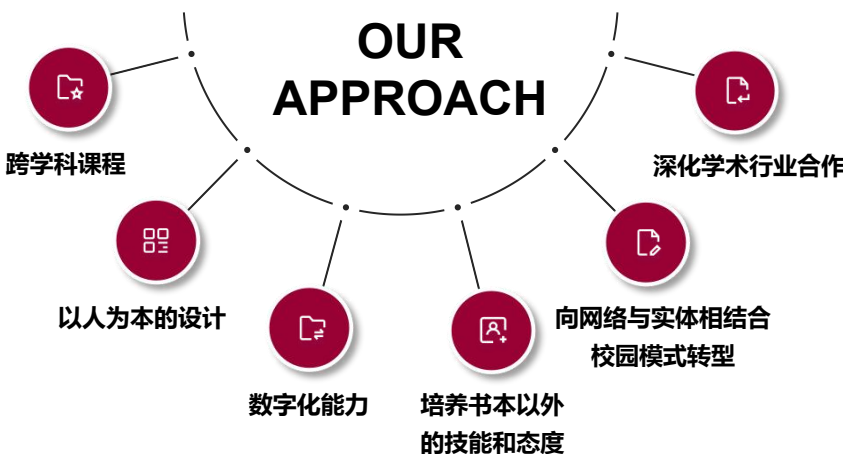 OUR
APPROACH
跨学科课程
以人为本的设计
数字化能力
培养书本以外
的技能和态度
向网络与实体相结合
校园模式转型
深化学术行业合作